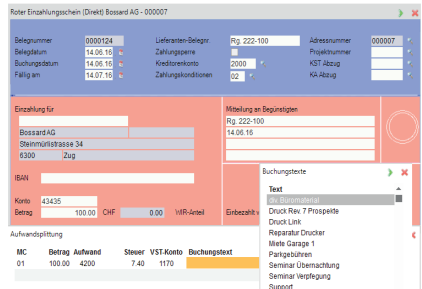 Roter Einzahlungsschein (Direkt) Bossard AG - 000007
Belegnummer 0000124 Lieferanten-Belegnr. Rg. 222-100 Adressnummer 000007
Belegdatum 14.06.16 Zahlungssperre Projektnummer
Buchungsdatum 14.06.16 Kreditorenkonto 2000 KST Abzug
Fällig am 14.07.16 Zahlungskonditionen 02 KA Abzug
Einzahlung für Mitteilung an Begünstigten
Rg. 222-100
Bossard AG 14.06.16
Steinmürlistrasse 34
6300 Zug
IBAN
Konto 43435
Betrag 100.00 CHF 0.00 WIR-Anteil Einbezahlt
Buchungstexte
Text
div. Büromaterial
Druck Rev. 7 Prospekte
Druck Link
Reparatur Drucker
Miete Garage 1
Parkgebühren
Seminar Übernachtung
Seminar Verpfegung
Support
Aufwandsplittung
MC Betrag Aufwand Steuer VST-Konto Buchungstext
01 100.00 4200 7.40 1170